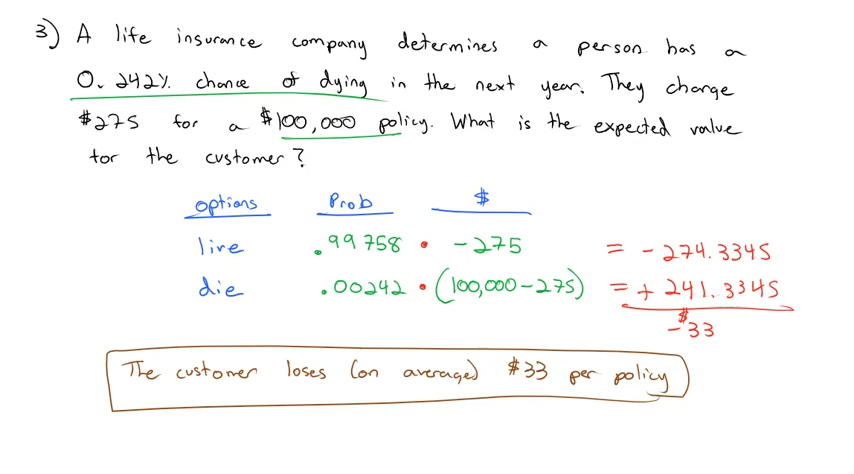 3) A life insurance company determines a person has a
0.242% chance of dying in the next year. They charge
$275 for a $100,000 policy. What is the expected value
for the customer?
options Prob $
live .99758 • -275 = -274.3345
die .00242 • (100,000-275) = +241.3345
-$33
The customer loses (on average) $33 per policy